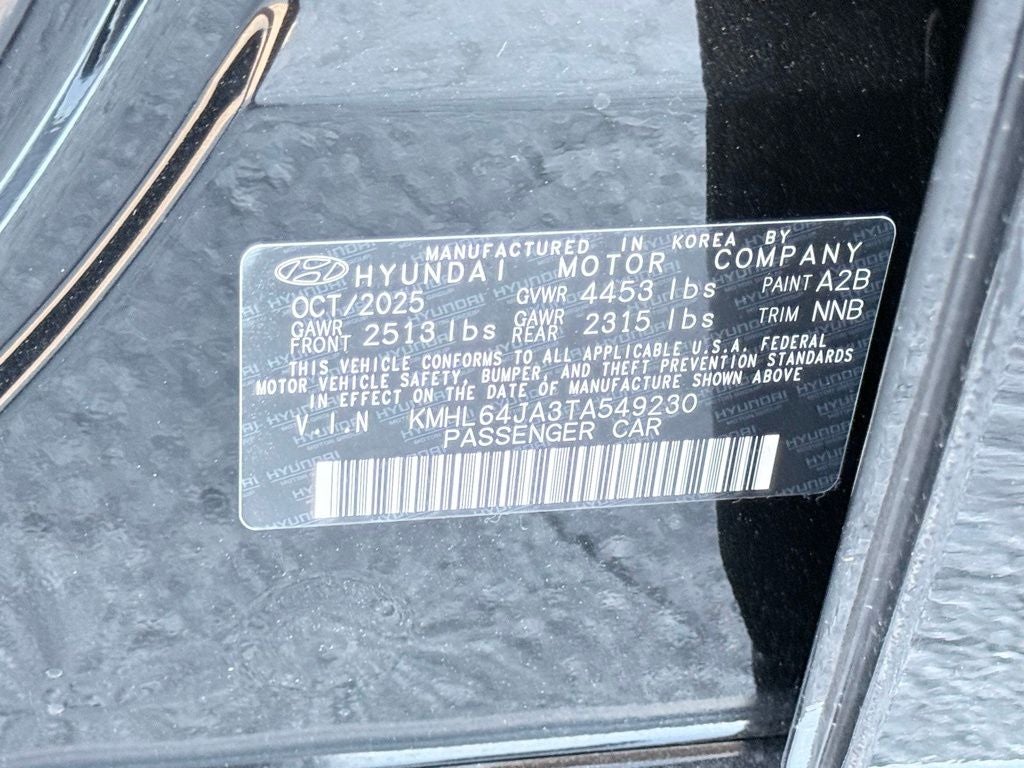 MANUFACTURED IN KOREA BY
HYUNDAI MOTOR COMPANY
OCT/2025 GVWR 4453 lbs PAINT A2B
GAWR FRONT 2513 lbs GAWR REAR 2315 lbs TRIM NNB
THIS VEHICLE CONFORMS TO ALL APPLICABLE U.S.A. FEDERAL
MOTOR VEHICLE SAFETY, BUMPER, AND THEFT PREVENTION STANDARDS
IN EFFECT ON THE DATE OF MANUFACTURE SHOWN ABOVE
V.I N KMHL64JA3TA549230
PASSENGER CAR